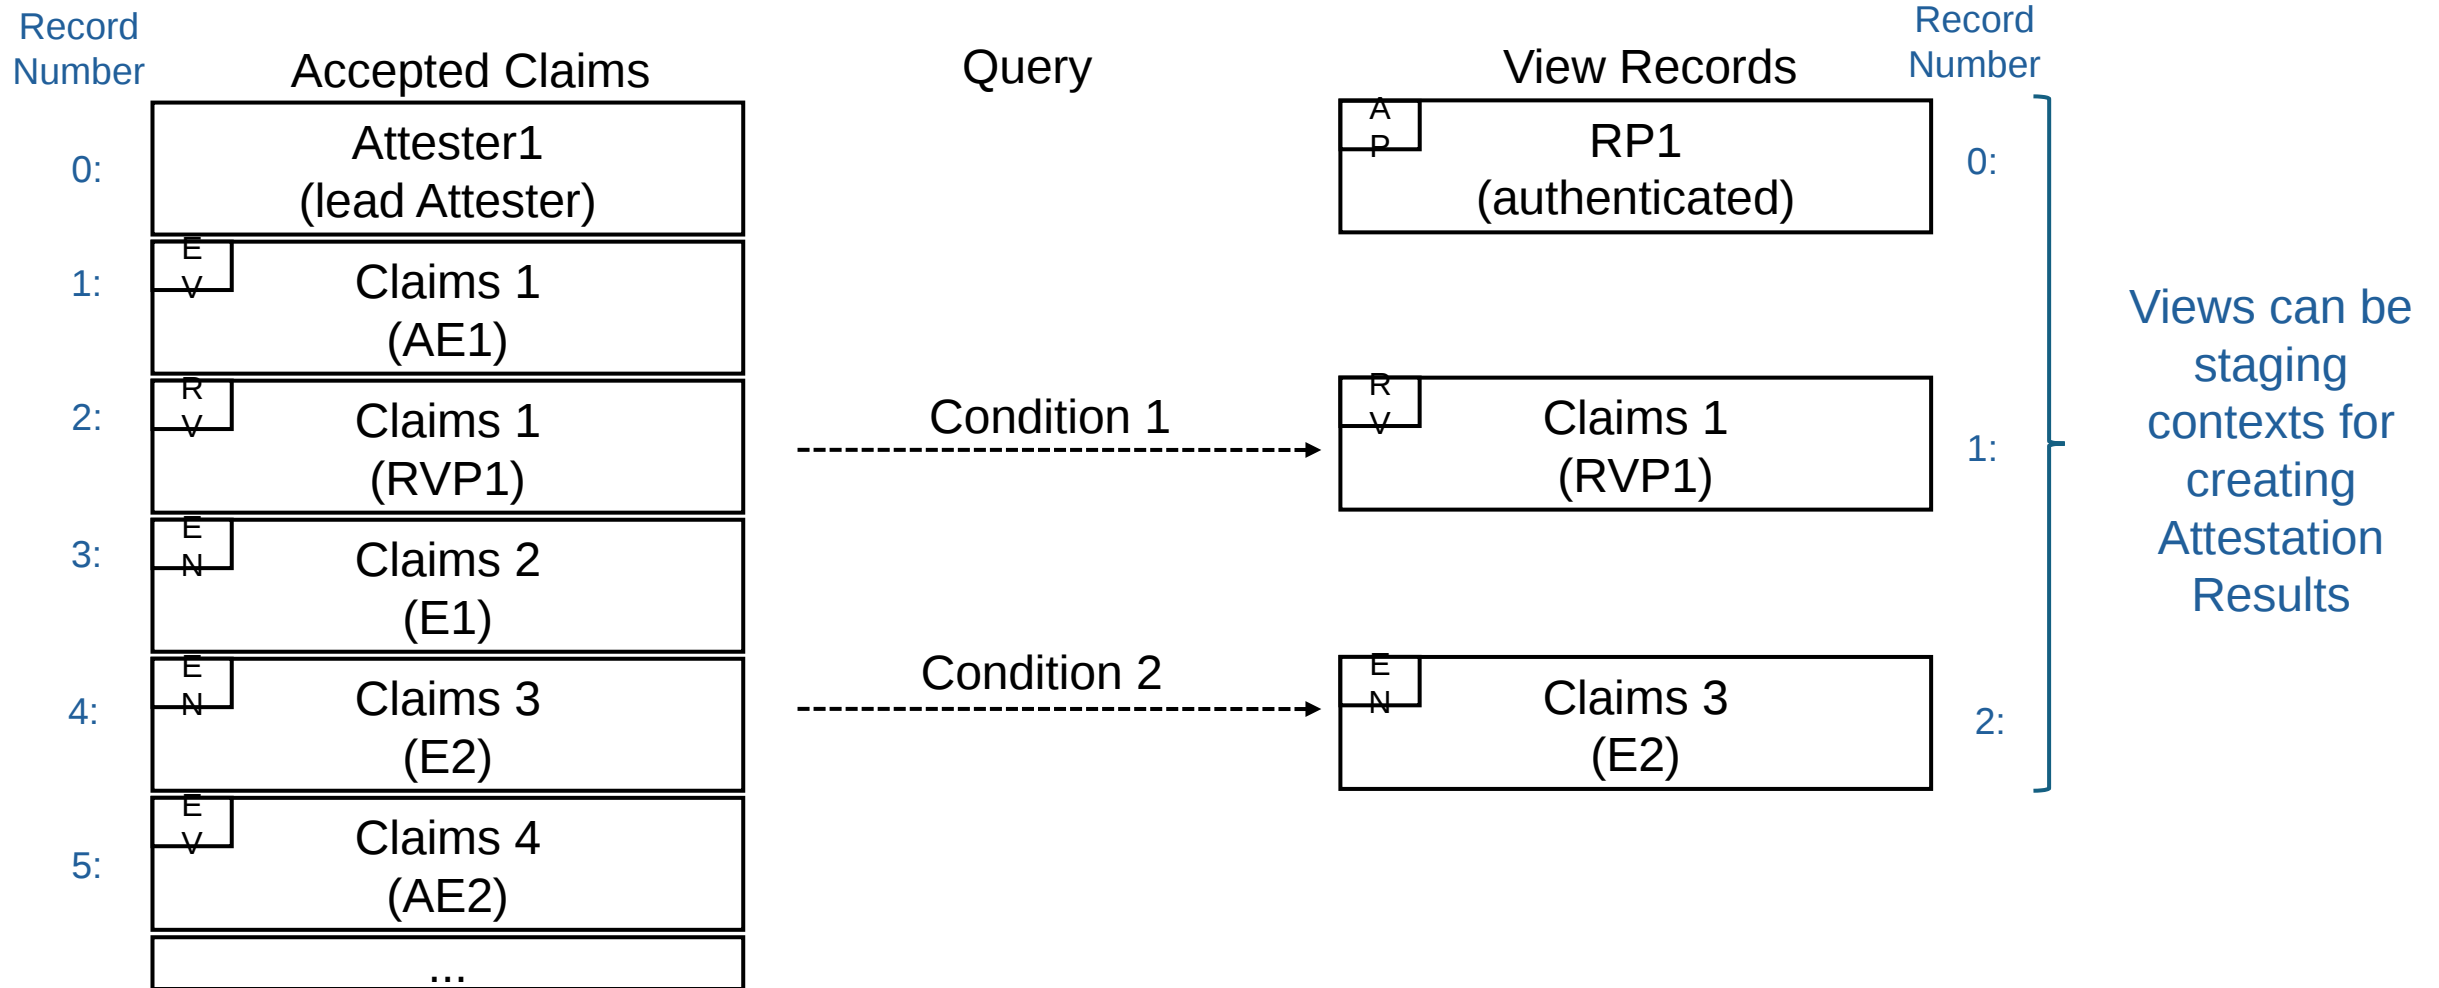 Record
Number
Accepted Claims
Query
View Records
Record
Number
0:
Attester1
(lead Attester)
A
P
RP1
(authenticated)
0:
1:
E
V
Claims 1
(AE1)
2:
R
V
Claims 1
(RVP1)
Condition 1
R
V
Claims 1
(RVP1)
1:
3:
E
N
Claims 2
(E1)
4:
E
N
Claims 3
(E2)
Condition 2
E
N
Claims 3
(E2)
2:
5:
E
V
Claims 4
(AE2)
...
Views can be
staging
contexts for
creating
Attestation
Results